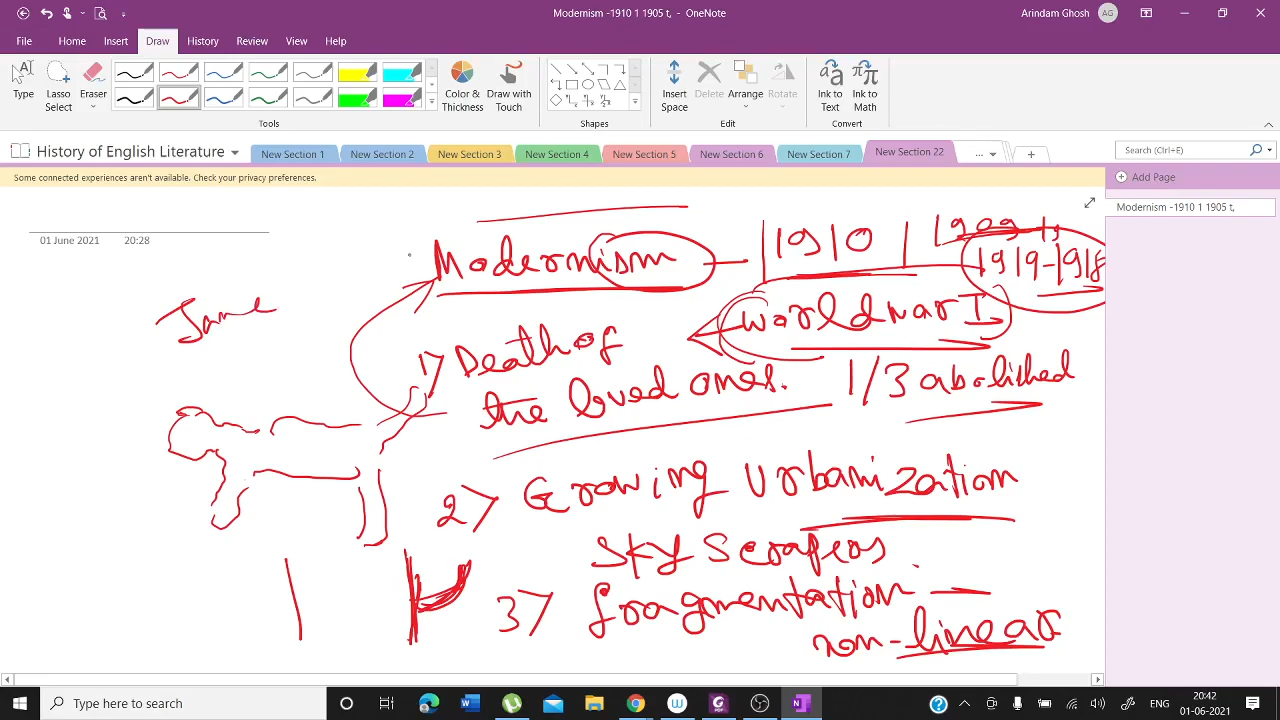 Modernism -1910 1 1905 t, - OneNote
Arindam Ghosh AG
File Home Insert Draw History Review View Help
Type Lasso Select Eraser Color & Thickness Draw with Touch Insert Space Delete Arrange Rotate Ink to Text Ink to Math
Tools Shapes Edit Convert
History of English Literature New Section 1 New Section 2 New Section 3 New Section 4 New Section 5 New Section 6 New Section 7 New Section 22 ... Search (Ctrl+E)
Some connected experiences aren't available. Check your privacy preferences. Add Page
Modernism -1910 1 1905 t,
01 June 2021 20:28
Modernism - |1910|
1919-1918
World war I
Jame
1> Death of
the loved ones. 1/3 abolished
2> Growing Urbanization
Sky Scrapers
3> fragmentation -
non-linear
Type here to search
ENG 20:42
01-06-2021